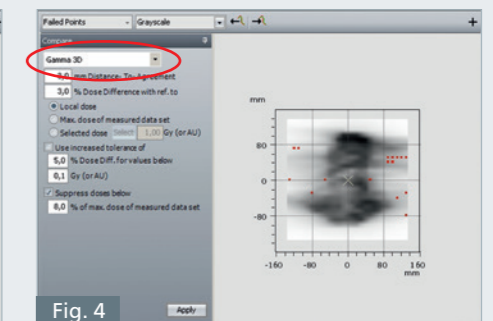 Failed Points - Grayscale
Compare
Gamma 3D
3,0 mm Distance- To- Agreement
3,0 % Dose Difference with ref. to
Local dose
Max. dose of measured data set
Selected dose Select 1,00 Gy (or AU)
Use increased tolerance of
5,0 % Dose Diff. for values below
0,1 Gy (or AU)
Suppress doses below
8,0 % of max. dose of measured data set
Apply
mm
80
0
-80
-160 -80 0 80 160
mm
Fig. 4